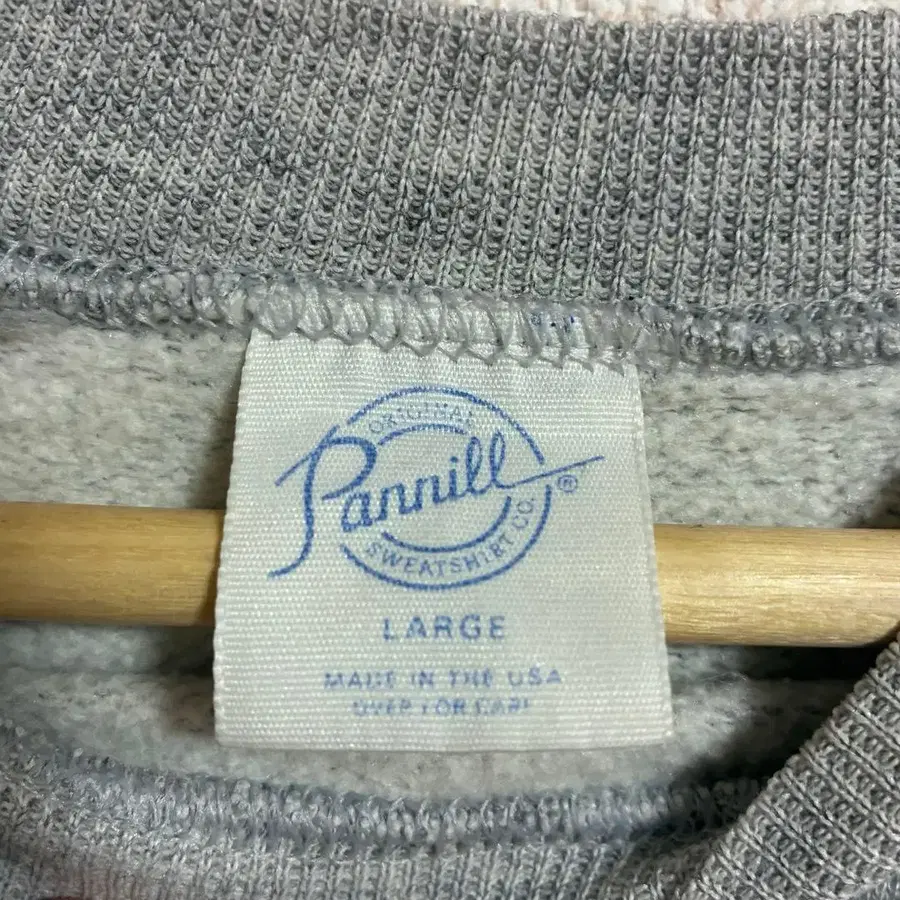 ORIGINAL
Pannill®
SWEATSHIRT CO.
LARGE
MADE IN THE USA
OVER FOR CARE